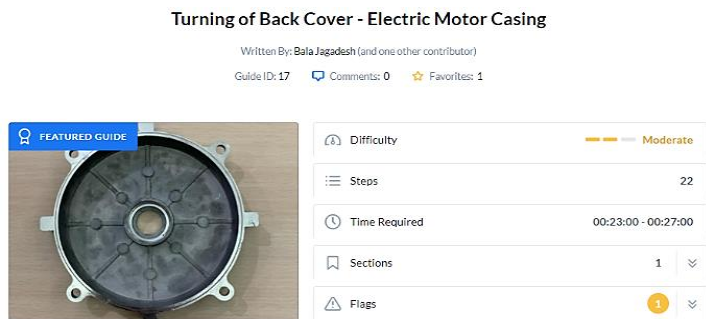 Turning of Back Cover - Electric Motor Casing
Written By: Bala Jagadesh (and one other contributor)
Guide ID: 17 Comments: 0 Favorites: 1
FEATURED GUIDE
Difficulty Moderate
Steps 22
Time Required 00:23:00 - 00:27:00
Sections 1
Flags 1